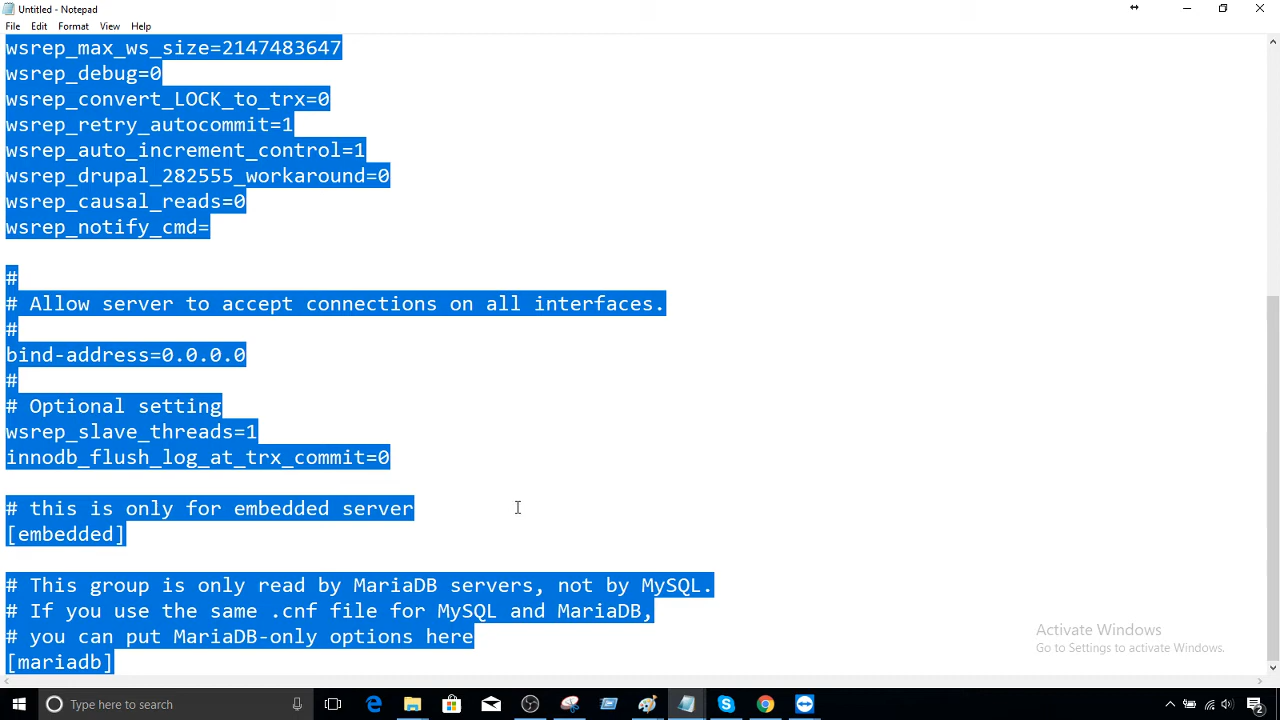 Untitled - Notepad
File Edit Format View Help
wsrep_max_ws_size=2147483647
wsrep_debug=0
wsrep_convert_LOCK_to_trx=0
wsrep_retry_autocommit=1
wsrep_auto_increment_control=1
wsrep_drupal_282555_workaround=0
wsrep_causal_reads=0
wsrep_notify_cmd=
#
# Allow server to accept connections on all interfaces.
#
bind-address=0.0.0.0
#
# Optional setting
wsrep_slave_threads=1
innodb_flush_log_at_trx_commit=0
# this is only for embedded server
[embedded]
# This group is only read by MariaDB servers, not by MySQL.
# If you use the same .cnf file for MySQL and MariaDB,
# you can put MariaDB-only options here
[mariadb]
Activate Windows
Go to Settings to activate Windows.
Type here to search
2